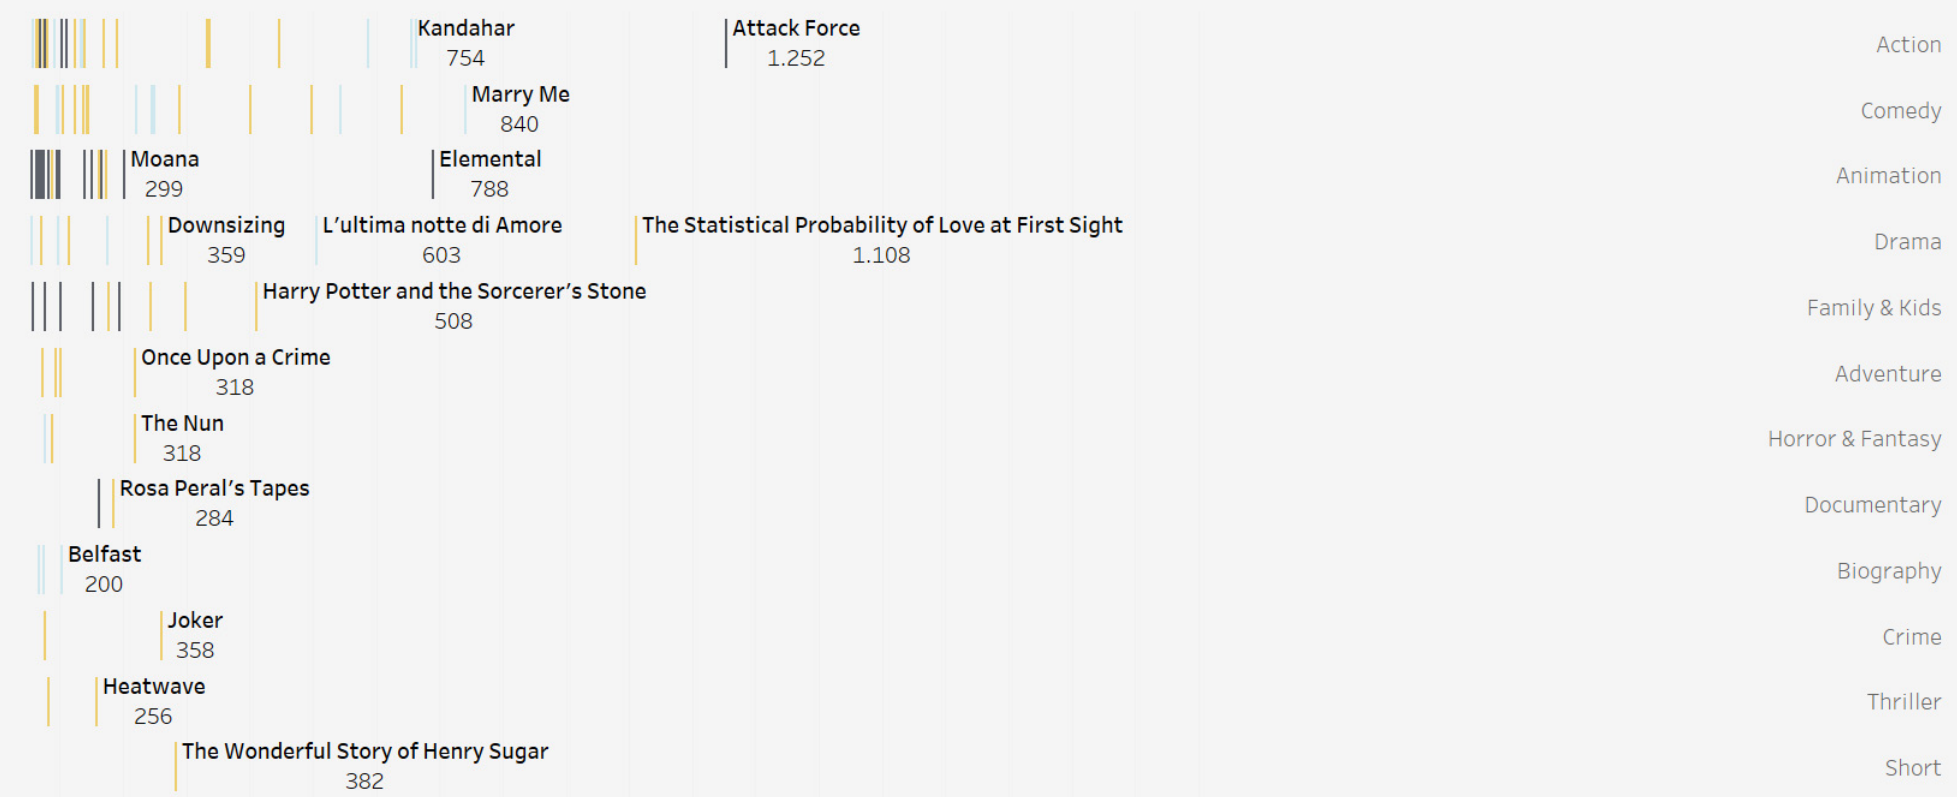 Kandahar
754
Attack Force
1.252
Action
Marry Me
840
Comedy
Moana
299
Elemental
788
Animation
Downsizing
359
L’ultima notte di Amore
603
The Statistical Probability of Love at First Sight
1.108
Drama
Harry Potter and the Sorcerer’s Stone
508
Family & Kids
Once Upon a Crime
318
Adventure
The Nun
318
Horror & Fantasy
Rosa Peral’s Tapes
284
Documentary
Belfast
200
Biography
Joker
358
Crime
Heatwave
256
Thriller
The Wonderful Story of Henry Sugar
382
Short